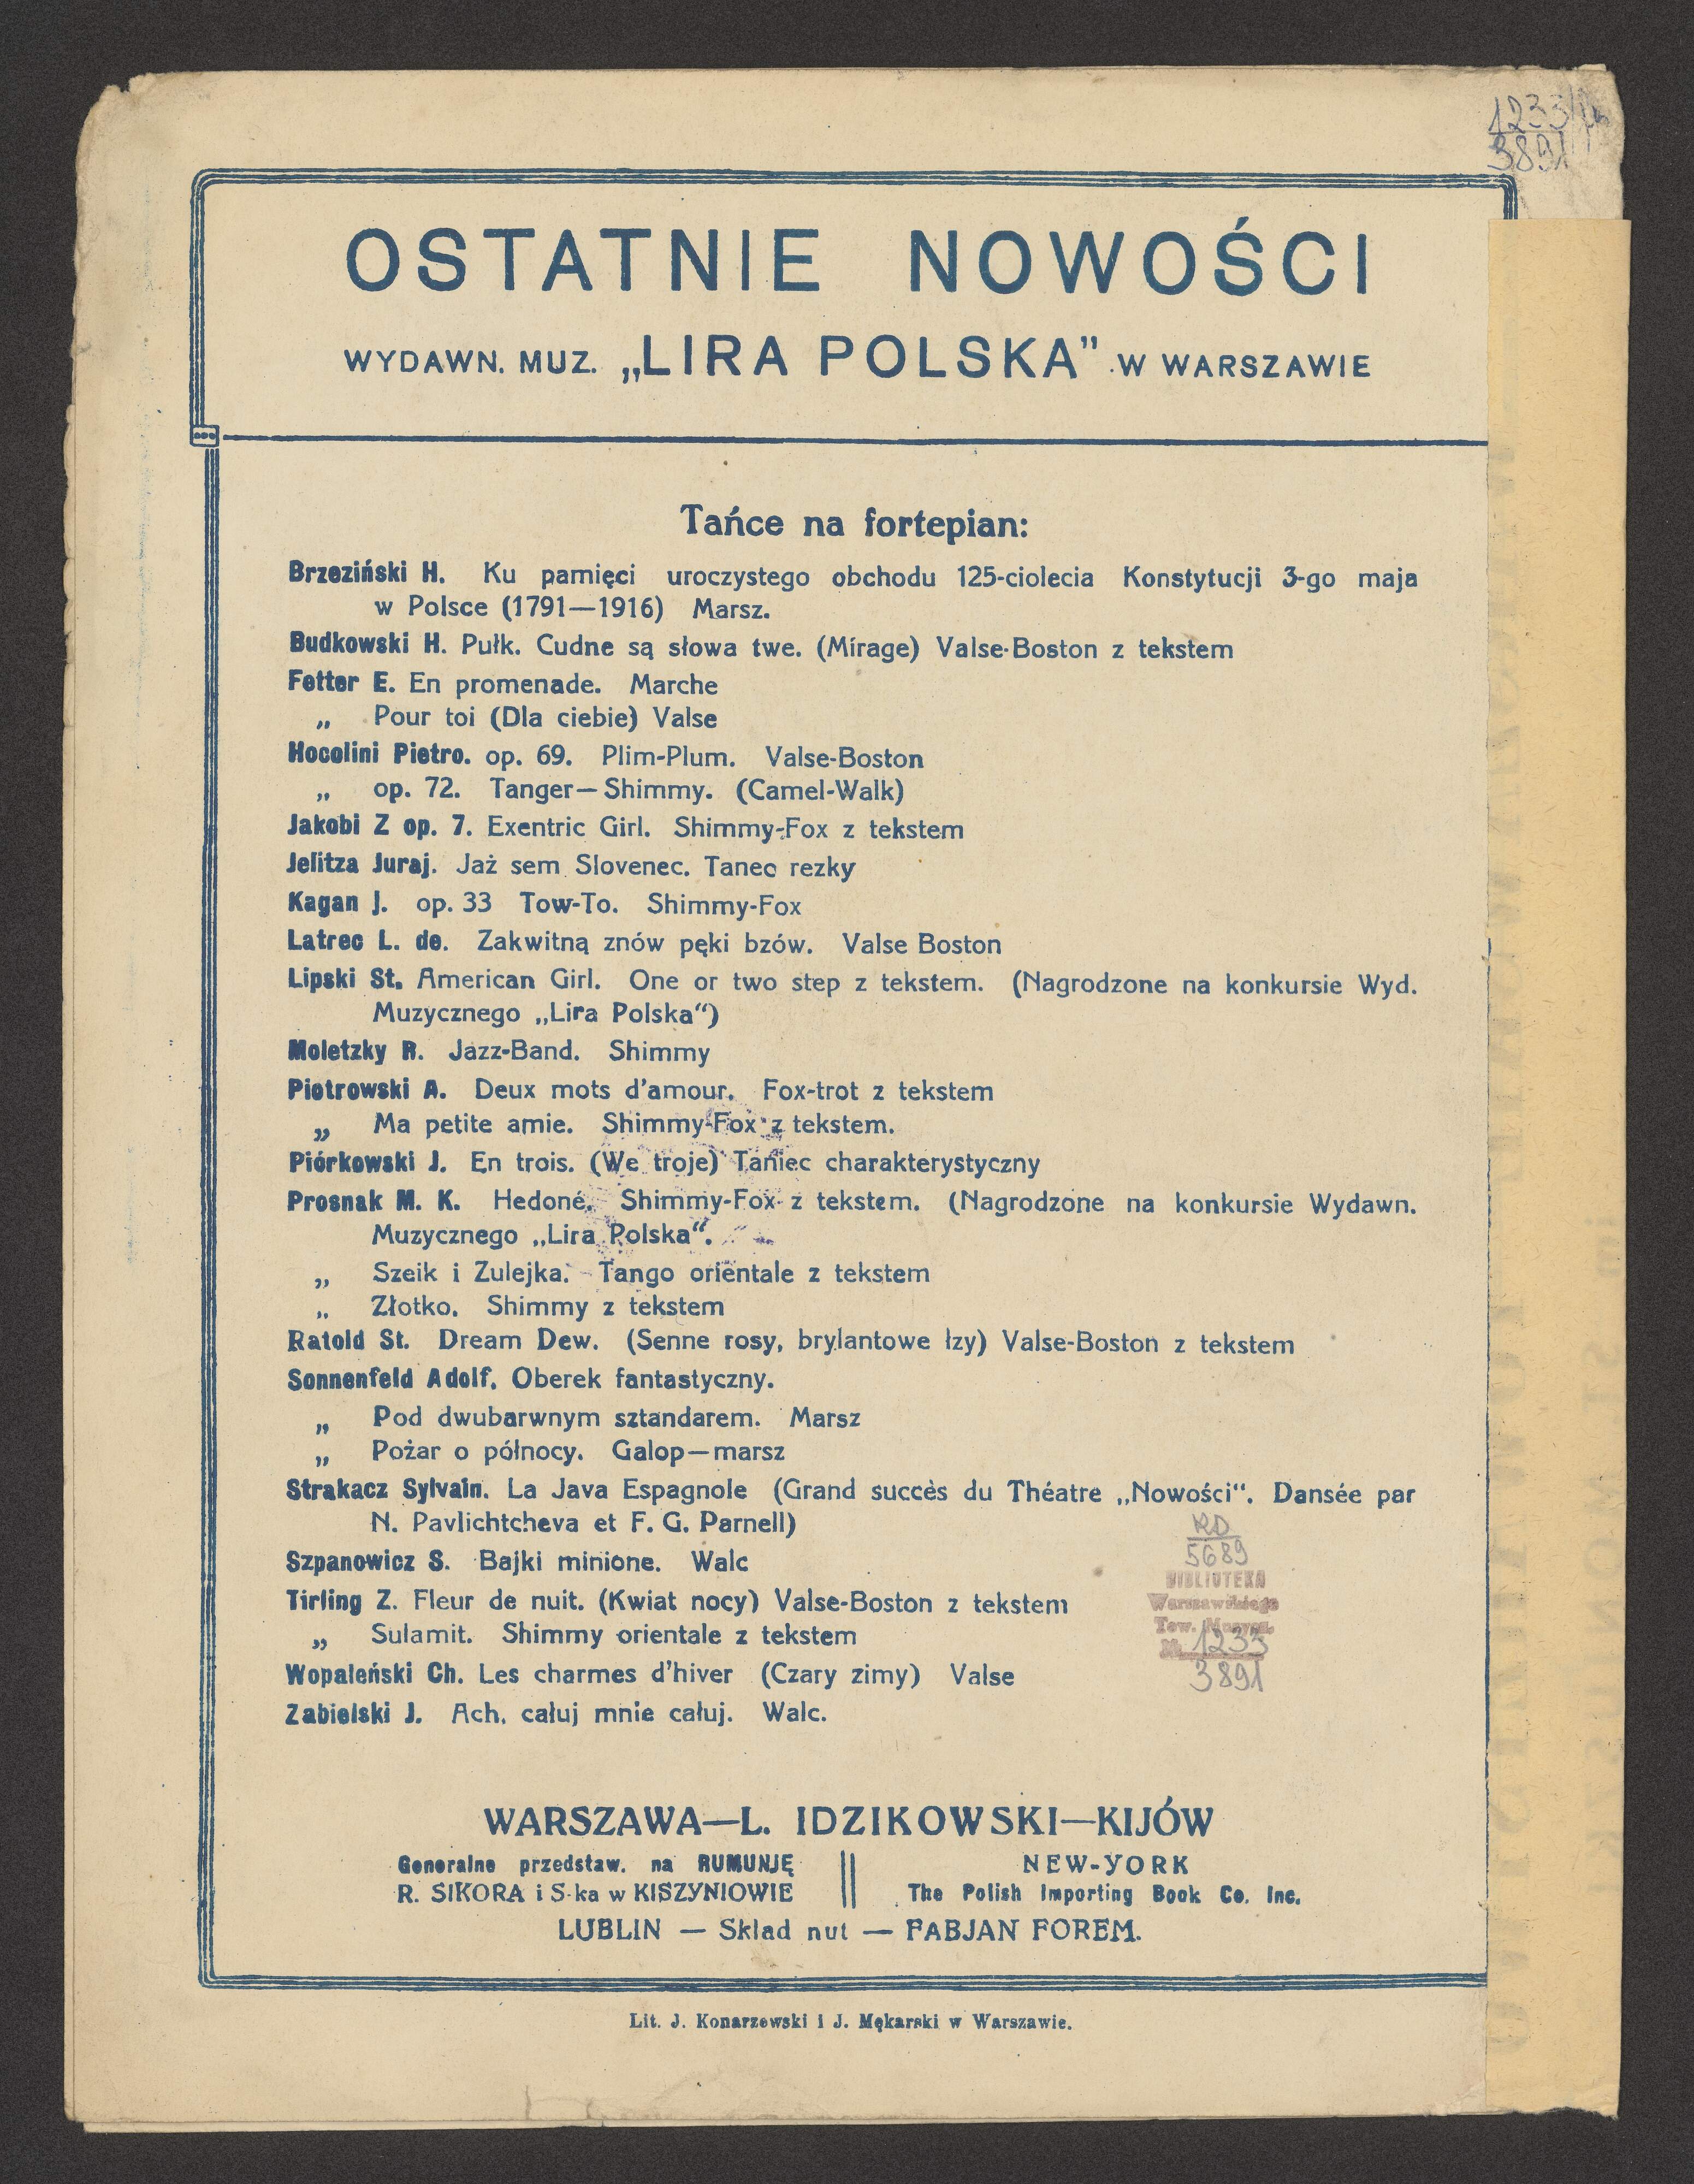 1233
3891
OSTATNIE NOWOŚCI
WYDAWN. MUZ. „LIRA POLSKA” W WARSZAWIE
Tańce na fortepian:
Brzeziński H. Ku pamięci uroczystego obchodu 125-ciolecia Konstytucji 3-go maja
w Polsce (1791—1916) Marsz.
Budkowski H. Pułk. Cudne są słowa twe. (Mirage) Valse-Boston z tekstem
Fetter E. En promenade. Marche
„ Pour toi (Dla ciebie) Valse
Hocolini Pietro. op. 69. Plim-Plum. Valse-Boston
„ op. 72. Tanger—Shimmy. (Camel-Walk)
Jakobi Z op. 7. Exentric Girl. Shimmy-Fox z tekstem
Jelitza Juraj. Jaż sem Slovenec. Tanec rezky
Kagan J. op. 33 Tow-To. Shimmy-Fox
Latrec L. de. Zakwitną znów pęki bzów. Valse Boston
Lipski St. American Girl. One or two step z tekstem. (Nagrodzone na konkursie Wyd.
Muzycznego „Lira Polska“)
Moletzky R. Jazz-Band. Shimmy
Piotrowski A. Deux mots d’amour. Fox-trot z tekstem
„ Ma petite amie. Shimmy-Fox z tekstem.
Piórkowski J. En trois. (We troje) Taniec charakterystyczny
Prosnak M. K. Hedoné. Shimmy-Fox z tekstem. (Nagrodzone na konkursie Wydawn.
Muzycznego „Lira Polska“.
„ Szeik i Zulejka. Tango orientale z tekstem
„ Złotko. Shimmy z tekstem
Ratold St. Dream Dew. (Senne rosy, brylantowe łzy) Valse-Boston z tekstem
Sonnenfeld Adolf. Oberek fantastyczny.
„ Pod dwubarwnym sztandarem. Marsz
„ Pożar o północy. Galop—marsz
Strakacz Sylvain. La Java Espagnole (Grand succès du Théatre „Nowości“. Dansée par
N. Pavlichtcheva et F. G. Parnell)
Szpanowicz S. Bajki minione. Walc
Tirling Z. Fleur de nuit. (Kwiat nocy) Valse-Boston z tekstem
„ Sulamit. Shimmy orientale z tekstem
Wopaleński Ch. Les charmes d’hiver (Czary zimy) Valse
Zabielski J. Ach, całuj mnie całuj. Walc.
RD
5689
BIBLIOTEKA
Warszawskiego
Tow. Muzycz.
№ 1233
3891
WARSZAWA—L. IDZIKOWSKI—KIJÓW
Generalne przedstaw. na RUMUNJĘ
R. SIKORA i S-ka w KISZYNIOWIE
NEW-YORK
The Polish Importing Book Co. Inc.
LUBLIN — Skład nut — FABJAN FOREM.
Lit. J. Konarzewski i J. Mękarski w Warszawie.